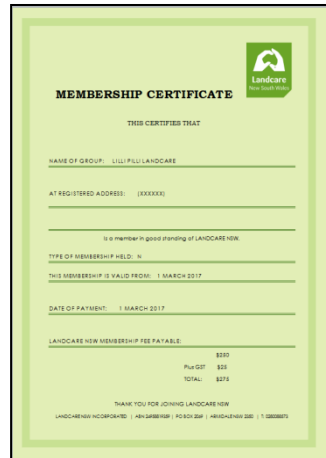 Landcare
New South Wales
MEMBERSHIP CERTIFICATE
THIS CERTIFIES THAT
NAME OF GROUP: LILLI PILLI LANDCARE
AT REGISTERED ADDRESS: (XXXXXX)
is a member in good standing of LANDCARE NSW.
TYPE OF MEMBERSHIP HELD: N
THIS MEMBERSHIP IS VALID FROM: 1 MARCH 2017
DATE OF PAYMENT: 1 MARCH 2017
LANDCARE NSW MEMBERSHIP FEE PAYABLE:
$250
Plus GST $25
TOTAL: $275
THANK YOU FOR JOINING LANDCARE NSW
LANDCARE NSW INCORPORATED | ABN | PO BOX | NSW | T: